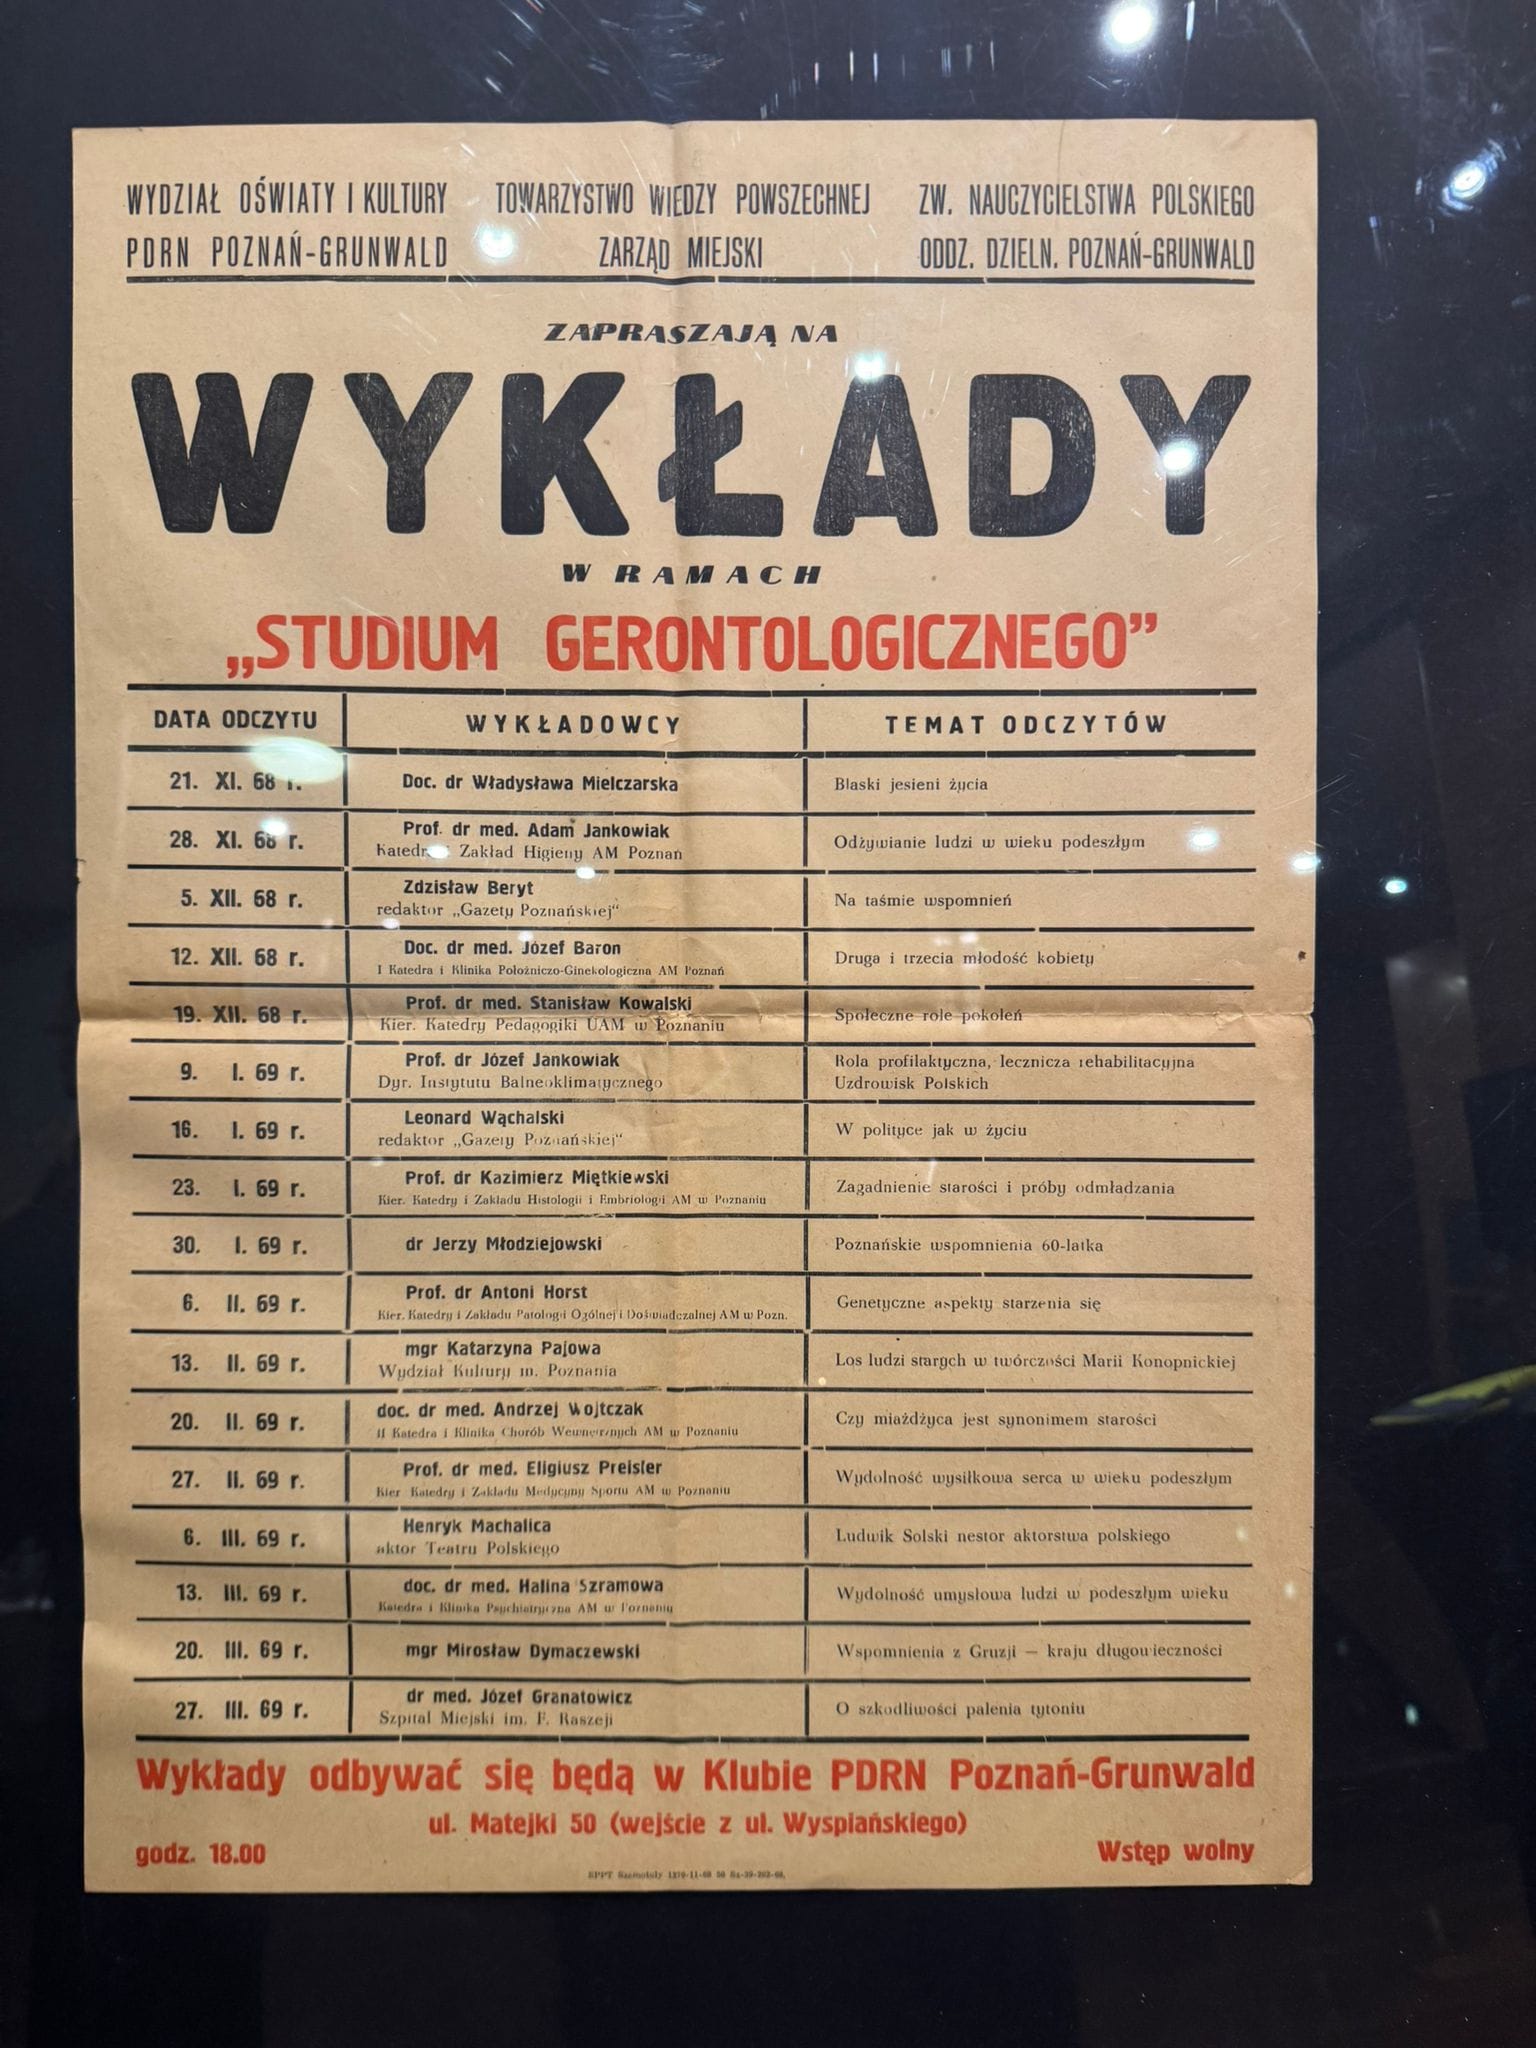 WYDZIAŁ OŚWIATY I KULTURY
PDRN POZNAŃ-GRUNWALD
TOWARZYSTWO WIEDZY POWSZECHNEJ
ZARZĄD MIEJSKI
ZW. NAUCZYCIELSTWA POLSKIEGO
ODDZ. DZIELN. POZNAŃ-GRUNWALD
ZAPRASZAJĄ NA
WYKŁADY
W RAMACH
„STUDIUM GERONTOLOGICZNEGO”
DATA ODCZYTU WYKŁADOWCY TEMAT ODCZYTÓW
21. XI. 68 r. Doc. dr Władysława Mielczarska Blaski jesieni życia
28. XI. 68 r. Prof. dr med. Adam Jankowiak Odżywianie ludzi w wieku podeszłym
Katedra i Zakład Higieny AM Poznań
5. XII. 68 r. Zdzisław Beryt Na taśmie wspomnień
redaktor „Gazety Poznańskiej“
12. XII. 68 r. Doc. dr med. Józef Baron Druga i trzecia młodość kobiety
I Katedra i Klinika Położniczo-Ginekologiczna AM Poznań
19. XII. 68 r. Prof. dr med. Stanisław Kowalski Społeczne role pokoleń
Kier. Katedry Pedagogiki UAM w Poznaniu
9. I. 69 r. Prof. dr Józef Jankowiak Rola profilaktyczna, lecznicza rehabilitacyjna
Dyr. Instytutu Balneoklimatycznego Uzdrowisk Polskich
16. I. 69 r. Leonard Wąchalski W polityce jak w życiu
redaktor „Gazety Poznańskiej“
23. I. 69 r. Prof. dr Kazimierz Miętkiewski Zagadnienie starości i próby odmładzania
Kier. Katedry i Zakładu Histologii i Embriologii AM w Poznaniu
30. I. 69 r. dr Jerzy Młodziejowski Poznańskie wspomnienia 60-latka
6. II. 69 r. Prof. dr Antoni Horst Genetyczne aspekty starzenia się
Kier. Katedry i Zakładu Patologii Ogólnej i Doświadczalnej AM w Pozn.
13. II. 69 r. mgr Katarzyna Pajowa Los ludzi starych w twórczości Marii Konopnickiej
Wydział Kultury m. Poznania
20. II. 69 r. doc. dr med. Andrzej Wojtczak Czy miażdżyca jest synonimem starości
II Katedra i Klinika Chorób Wewnętrznych AM w Poznaniu
27. II. 69 r. Prof. dr med. Eligiusz Preisler Wydolność wysiłkowa serca w wieku podeszłym
Kier Katedry i Zakładu Medycyny Sportu AM w Poznaniu
6. III. 69 r. Henryk Machalica Ludwik Solski nestor aktorstwa polskiego
aktor Teatru Polskiego
13. III. 69 r. doc. dr med. Halina Szramowa Wydolność umysłowa ludzi w podeszłym wieku
Katedra i Klinika Psychiatryczna AM w Poznaniu
20. III. 69 r. mgr Mirosław Dymaczewski Wspomnienia z Gruzji — kraju długowieczności
27. III. 69 r. dr med. Józef Granatowicz O szkodliwości palenia tytoniu
Szpital Miejski im. F. Raszeji
Wykłady odbywać się będą w Klubie PDRN Poznań-Grunwald
ul. Matejki 50 (wejście z ul. Wyspiańskiego)
godz. 18.00 Wstęp wolny
Szamotuły